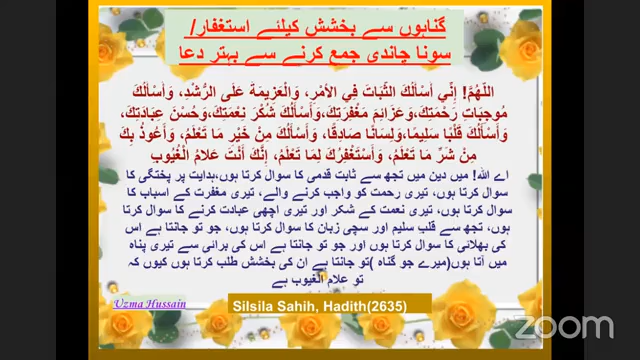 گناہوں سے بخشش کیلئے استغفار/
سونا چاندی جمع کرنے سے بہتر دعا
اللَّهُمَّ! إِنِّي أَسْأَلُكَ الثَّبَاتَ فِي الأَمْرِ، وَالْعَزِيمَةَ عَلَى الرُّشْدِ، وَأَسْأَلُكَ
مُوجِبَاتِ رَحْمَتِكَ، وَعَزَائِمَ مَغْفِرَتِكَ، وَأَسْأَلُكَ شُكْرَ نِعْمَتِكَ، وَحُسْنَ عِبَادَتِكَ،
وَأَسْأَلُكَ قَلْبًا سَلِيمًا، وَلِسَانًا صَادِقًا، وَأَسْأَلُكَ مِنْ خَيْرِ مَا تَعْلَمُ، وَأَعُوذُ بِكَ
مِنْ شَرِّ مَا تَعْلَمُ، وَأَسْتَغْفِرُكَ لِمَا تَعْلَمُ، إِنَّكَ أَنْتَ عَلامُ الْغُيُوبِ
اے اللہ! میں دین میں تجھ سے ثابت قدمی کا سوال کرتا ہوں،ہدایت پر پختگی کا
سوال کرتا ہوں، تیری رحمت کو واجب کرنے والے، تیری مغفرت کے اسباب کا
سوال کرتا ہوں، تیری نعمت کے شکر اور تیری اچھی عبادت کرنے کا سوال کرتا
ہوں، تجھ سے قلب سلیم اور سچی زبان کا سوال کرتا ہوں، جو تو جانتا ہے اس
کی بھلائی کا سوال کرتا ہوں اور جو تو جانتا ہے اس کی برائی سے تیری پناہ
میں آتا ہوں(میرے جو گناہ )تو جانتا ہے ان کی بخشش طلب کرتا ہوں کیوں کہ
تو علام الغیوب ہے
Uzma Hussain
Silsila Sahih, Hadith(2635)
zoom